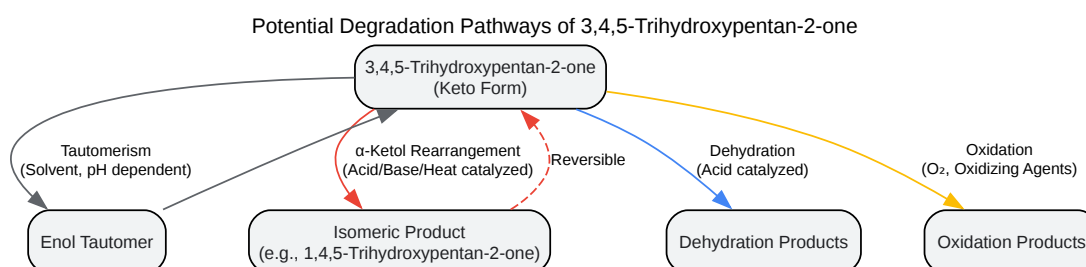 Potential Degradation Pathways of 3,4,5-Trihydroxypentan-2-one
3,4,5-Trihydroxypentan-2-one
(Keto Form)
Tautomerism
(Solvent, pH dependent)
α-Ketol Rearrangement
(Acid/Base/Heat catalyzed)
Reversible
Dehydration
(Acid catalyzed)
Oxidation
(O₂, Oxidizing Agents)
Enol Tautomer
Isomeric Product
(e.g., 1,4,5-Trihydroxypentan-2-one)
Dehydration Products
Oxidation Products